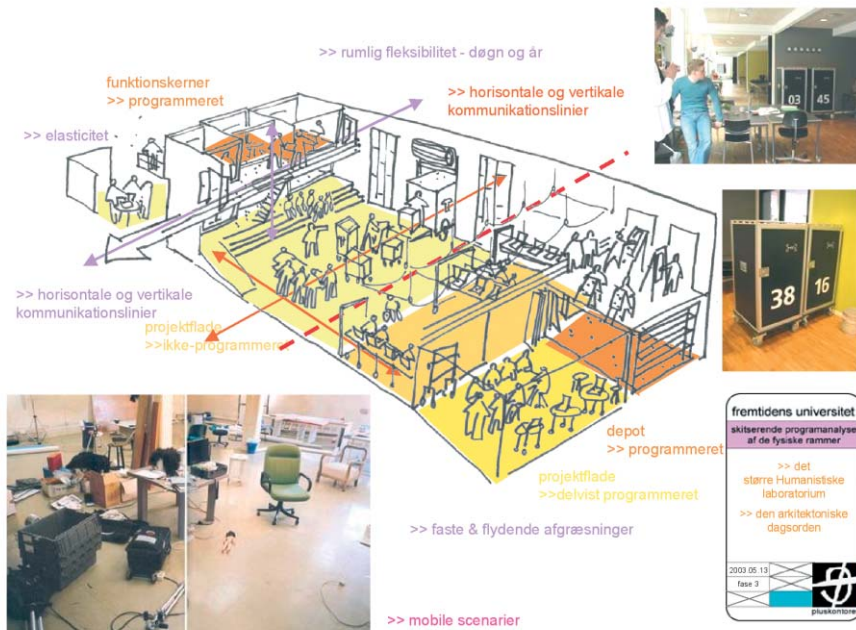 >> rumlig fleksibilitet - døgn og år
funktionskerner
>> programmeret
>> horisontale og vertikale
kommunikationslinier
>> elasticitet
03
45
>> horisontale og vertikale
kommunikationslinier
projektflade
>>ikke-programmeret
38
16
depot
>> programmeret
projektflade
>>delvist programmeret
>> faste & flydende afgræsninger
>> mobile scenarier
fremtidens universitet
skitserende programanalyse
af de fysiske rammer
>> det
større Humanistiske
laboratorium
>> den arkitektoniske
dagsorden
2003.05.13
fase 3
pluskontoret